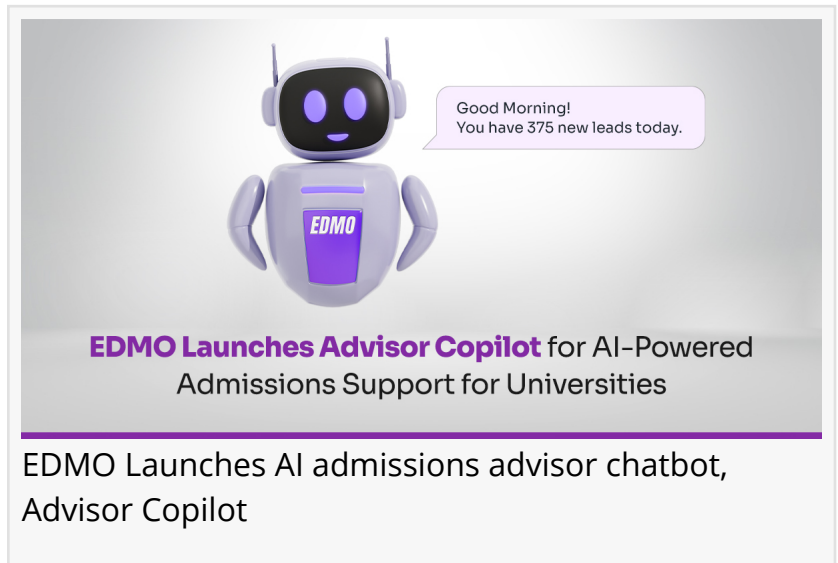 Good Morning!
You have 375 new leads today.
EDMO
EDMO Launches Advisor Copilot for AI-Powered
Admissions Support for Universities
EDMO Launches AI admissions advisor chatbot,
Advisor Copilot